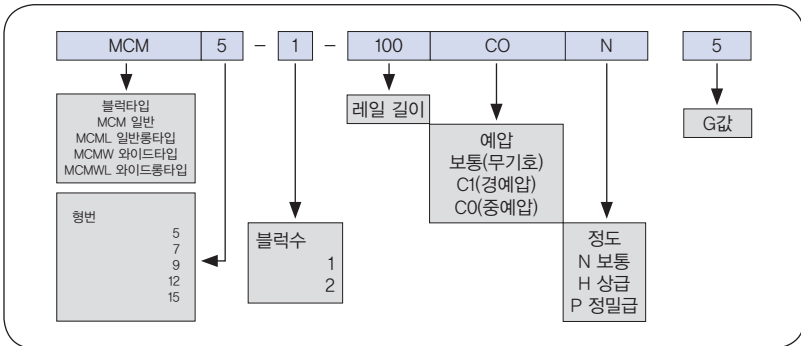 MCM 5 - 1 - 100 CO N 5
블럭타입
MCM 일반
MCML 일반롱타입
MCMW 와이드타입
MCMWL 와이드롱타입
형번
5
7
9
12
15
블럭수
1
2
레일 길이
예압
보통(무기호)
C1(경예압)
C0(중예압)
정도
N 보통
H 상급
P 정밀급
G값